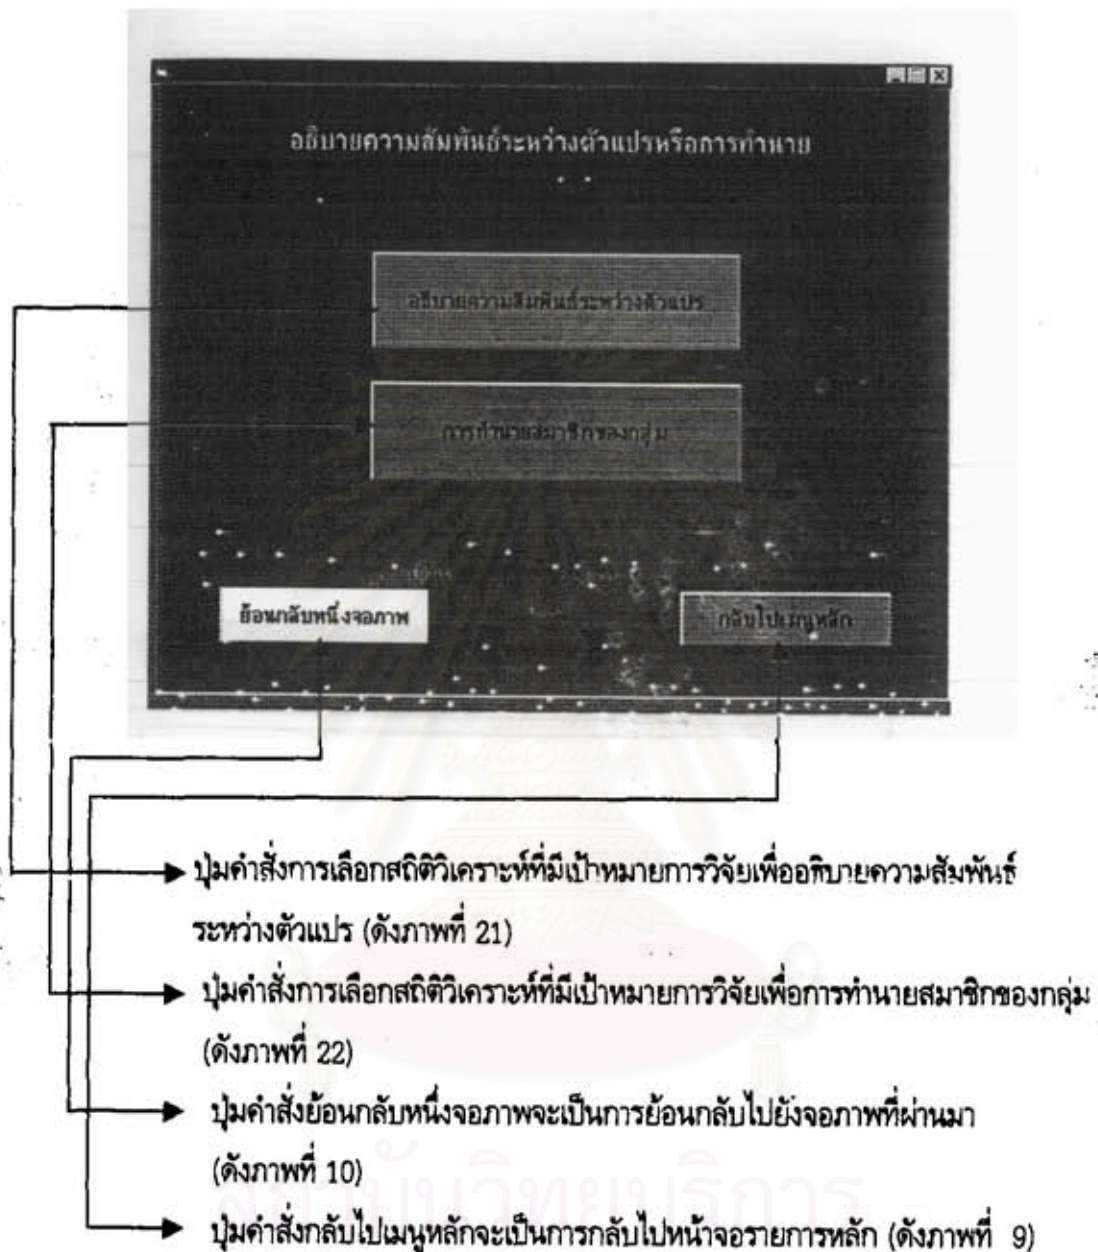 อธิบายความสัมพันธ์ระหว่างตัวแปรหรือการทำนาย
อธิบายความสัมพันธ์ระหว่างตัวแปร
การทำนายสมาชิกของกลุ่ม
ย้อนกลับหนึ่งจอภาพ
กลับไปเมนูหลัก
ปุ่มคำสั่งการเลือกสถิติวิเคราะห์ที่มีเป้าหมายการวิจัยเพื่ออธิบายความสัมพันธ์
ระหว่างตัวแปร (ดังภาพที่ 21)
ปุ่มคำสั่งการเลือกสถิติวิเคราะห์ที่มีเป้าหมายการวิจัยเพื่อการทำนายสมาชิกของกลุ่ม
(ดังภาพที่ 22)
ปุ่มคำสั่งย้อนกลับหนึ่งจอภาพจะเป็นการย้อนกลับไปยังจอภาพที่ผ่านมา
(ดังภาพที่ 10)
สถาบันวิทยบริการ
ปุ่มคำสั่งกลับไปเมนูหลักจะเป็นการกลับไปหน้าจอรายการหลัก (ดังภาพที่ 9)